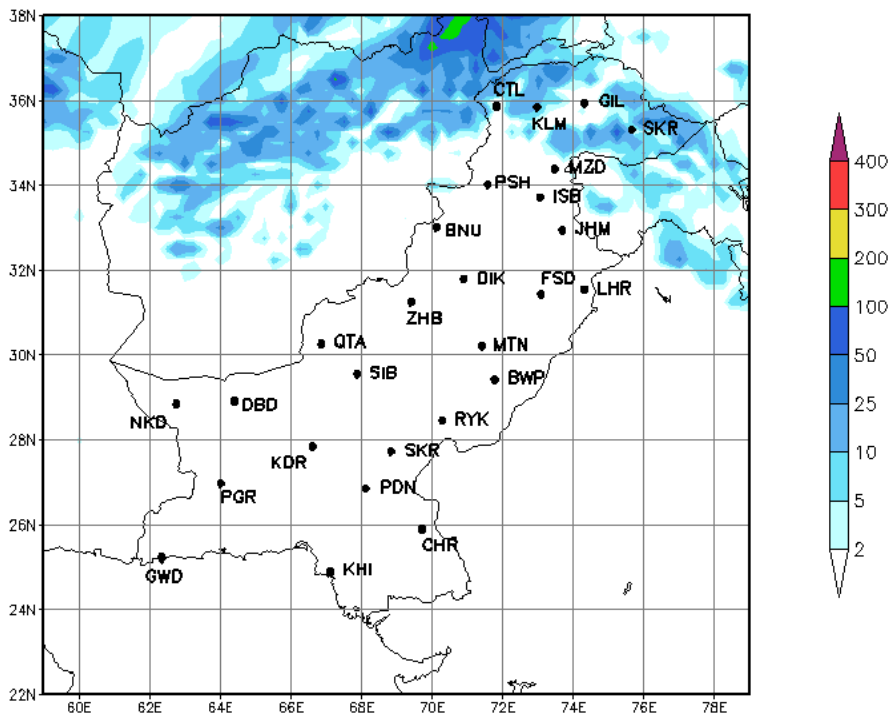 38N
CTL
36N
GIL
KLM
SKR
400
34N
PSH
MZD
ISB
300
BNU
JHM
200
32N
DIK
FSD
LHR
100
ZHB
30N
QTA
MTN
50
SIB
BWP
25
NKD
DBD
28N
RYK
10
KDR
SKR
PGR
PDN
5
26N
CHR
2
GWD
KHI
24N
22N
60E 62E 64E 66E 68E 70E 72E 74E 76E 78E